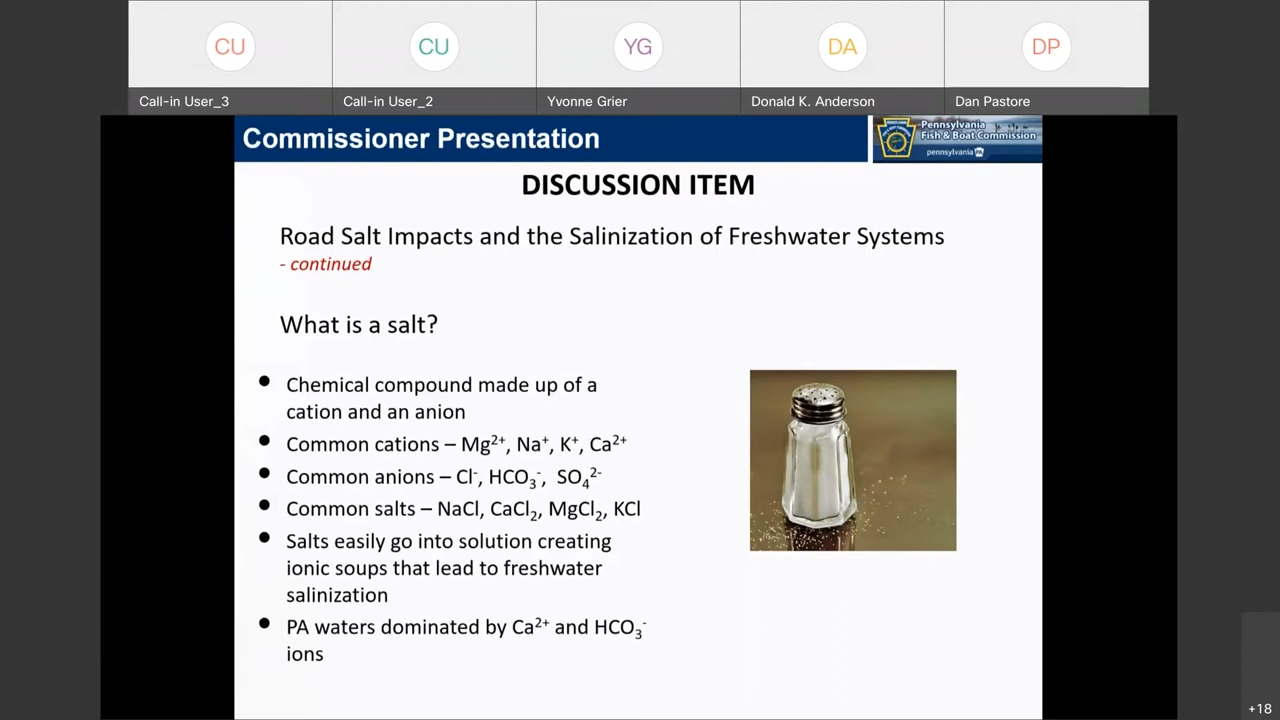 CU
CU
YG
DA
DP
Call-in User_3
Call-in User_2
Yvonne Grier
Donald K. Anderson
Dan Pastore
Commissioner Presentation
Pennsylvania
Fish & Boat Commission
pennsylvania PA
DISCUSSION ITEM
Road Salt Impacts and the Salinization of Freshwater Systems
- continued
What is a salt?
● Chemical compound made up of a
cation and an anion
● Common cations – Mg²⁺, Na⁺, K⁺, Ca²⁺
● Common anions – Cl⁻, HCO₃⁻, SO₄²⁻
● Common salts – NaCl, CaCl₂, MgCl₂, KCl
● Salts easily go into solution creating
ionic soups that lead to freshwater
salinization
● PA waters dominated by Ca²⁺ and HCO₃⁻
ions
+18